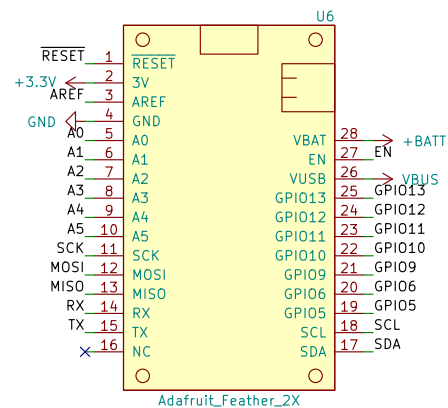 U6
RESET 1 RESET
+3.3V 2 3V
AREF 3 AREF
GND 4 GND
A0 5 A0 VBAT 28 +BATT
A1 6 A1 EN 27 EN
A2 7 A2 VUSB 26 VBUS
A3 8 A3 GPIO13 25 GPIO13
A4 9 A4 GPIO12 24 GPIO12
A5 10 A5 GPIO11 23 GPIO11
SCK 11 SCK GPIO10 22 GPIO10
MOSI 12 MOSI GPIO9 21 GPIO9
MISO 13 MISO GPIO6 20 GPIO6
RX 14 RX GPIO5 19 GPIO5
TX 15 TX SCL 18 SCL
16 NC SDA 17 SDA
Adafruit_Feather_2X